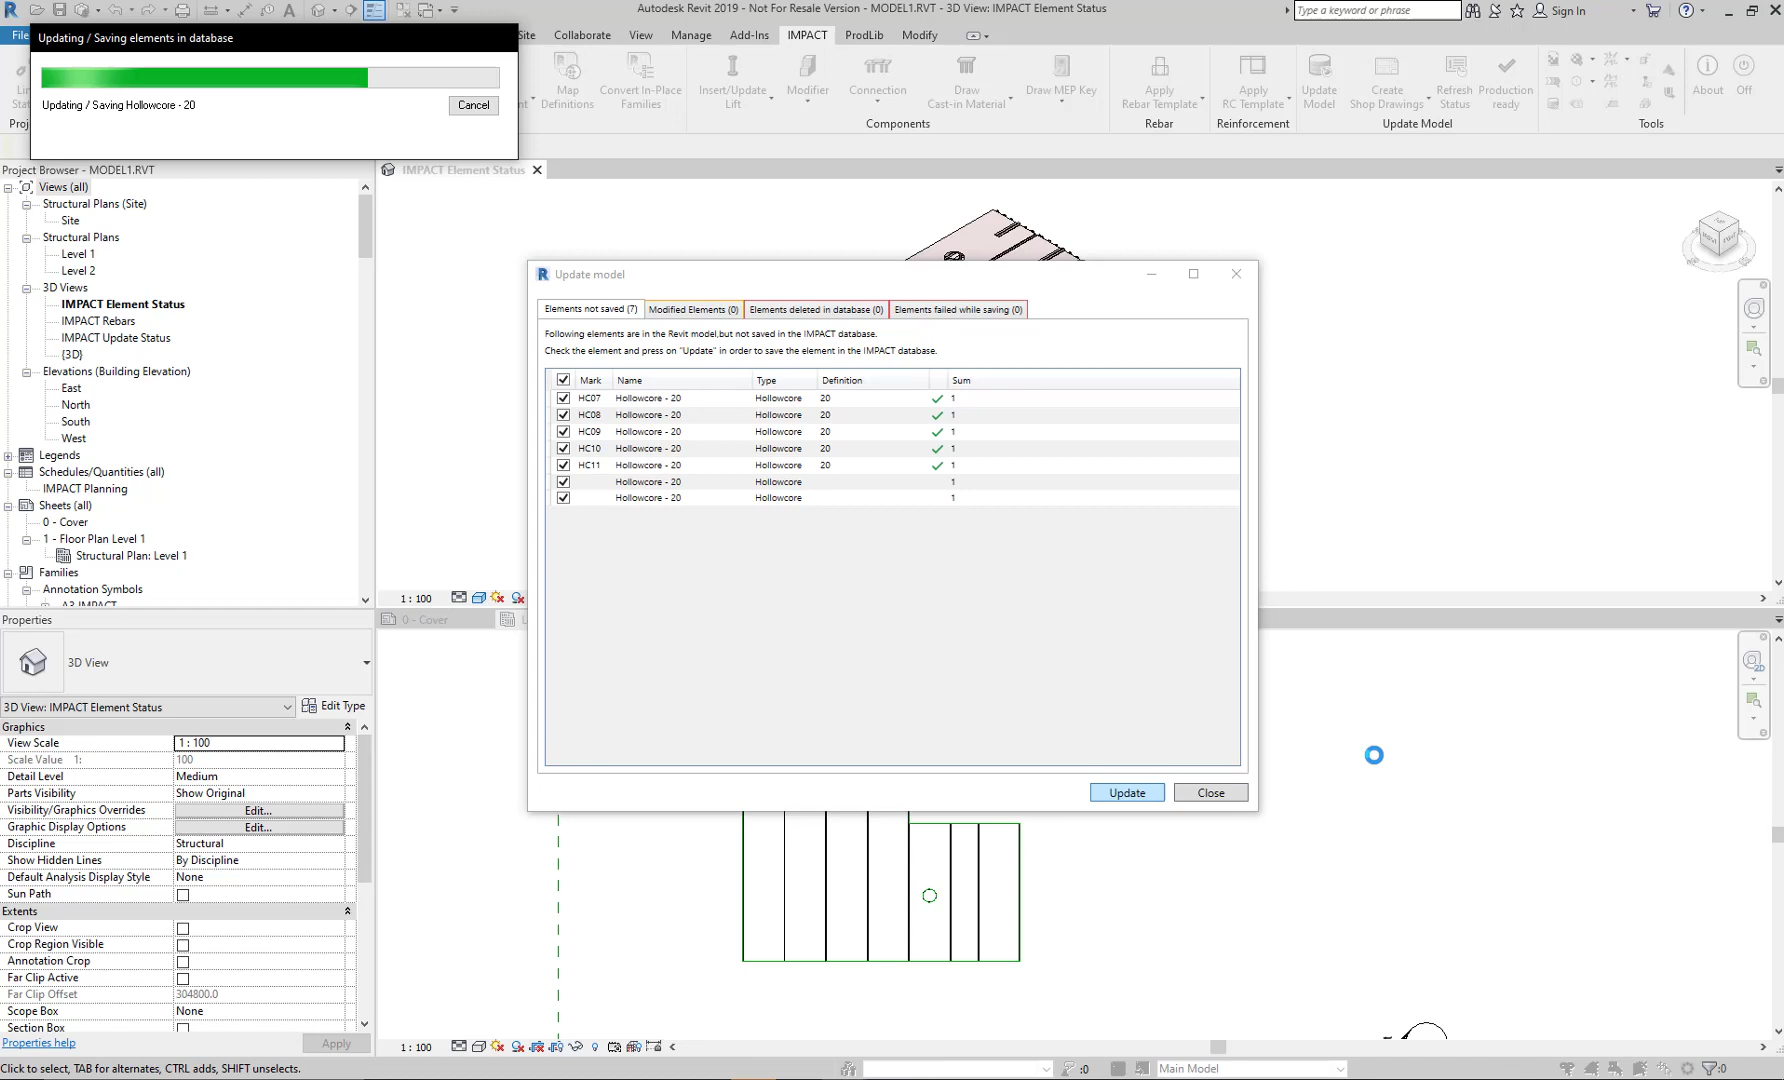 Autodesk Revit 2019 - Not For Resale Version - MODEL1.RVT - 3D View: IMPACT Element Status
Type a keyword or phrase
Sign In
File
Site
Collaborate
View
Manage
Add-Ins
IMPACT
ProdLib
Modify
Updating / Saving elements in database
Updating / Saving Hollowcore - 20
Cancel
Map
Definitions
Convert In-Place
Families
Insert/Update
Lift
Modifier
Connection
Draw
Cast-in Material
Draw MEP Key
Apply
Rebar Template
Apply
RC Template
Update
Model
Create
Shop Drawings
Refresh
Status
Production
ready
About
Off
Components
Rebar
Reinforcement
Update Model
Tools
Project Browser - MODEL1.RVT
Views (all)
Structural Plans (Site)
Site
Structural Plans
Level 1
Level 2
3D Views
IMPACT Element Status
IMPACT Rebars
IMPACT Update Status
{3D}
Elevations (Building Elevation)
East
North
South
West
Legends
Schedules/Quantities (all)
IMPACT Planning
Sheets (all)
0 - Cover
1 - Floor Plan Level 1
Structural Plan: Level 1
Families
Annotation Symbols
A3 IMPACT
IMPACT Element Status
Update model
Elements not saved (7)
Modified Elements (0)
Elements deleted in database (0)
Elements failed while saving (0)
Following elements are in the Revit model,but not saved in the IMPACT database.
Check the element and press on "Update" in order to save the element in the IMPACT database.
Mark Name Type Definition Sum
HC07 Hollowcore - 20 Hollowcore 20 1
HC08 Hollowcore - 20 Hollowcore 20 1
HC09 Hollowcore - 20 Hollowcore 20 1
HC10 Hollowcore - 20 Hollowcore 20 1
HC11 Hollowcore - 20 Hollowcore 20 1
Hollowcore - 20 Hollowcore 1
Hollowcore - 20 Hollowcore 1
Update
Close
1 : 100
0 - Cover
Properties
3D View
3D View: IMPACT Element Status
Edit Type
Graphics
View Scale 1 : 100
Scale Value 1: 100
Detail Level Medium
Parts Visibility Show Original
Visibility/Graphics Overrides Edit...
Graphic Display Options Edit...
Discipline Structural
Show Hidden Lines By Discipline
Default Analysis Display Style None
Sun Path
Extents
Crop View
Crop Region Visible
Annotation Crop
Far Clip Active
Far Clip Offset 304800.0
Scope Box None
Section Box
Properties help
Apply
1 : 100
Click to select, TAB for alternates, CTRL adds, SHIFT unselects.
:0
Main Model
:0